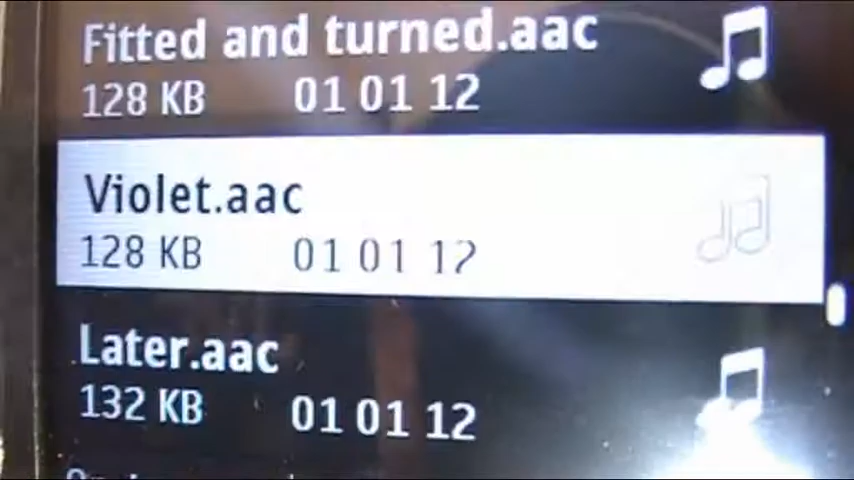 Fitted and turned.aac
128 KB 01 01 12
Violet.aac
128 KB 01 01 12
Later.aac
132 KB 01 01 12